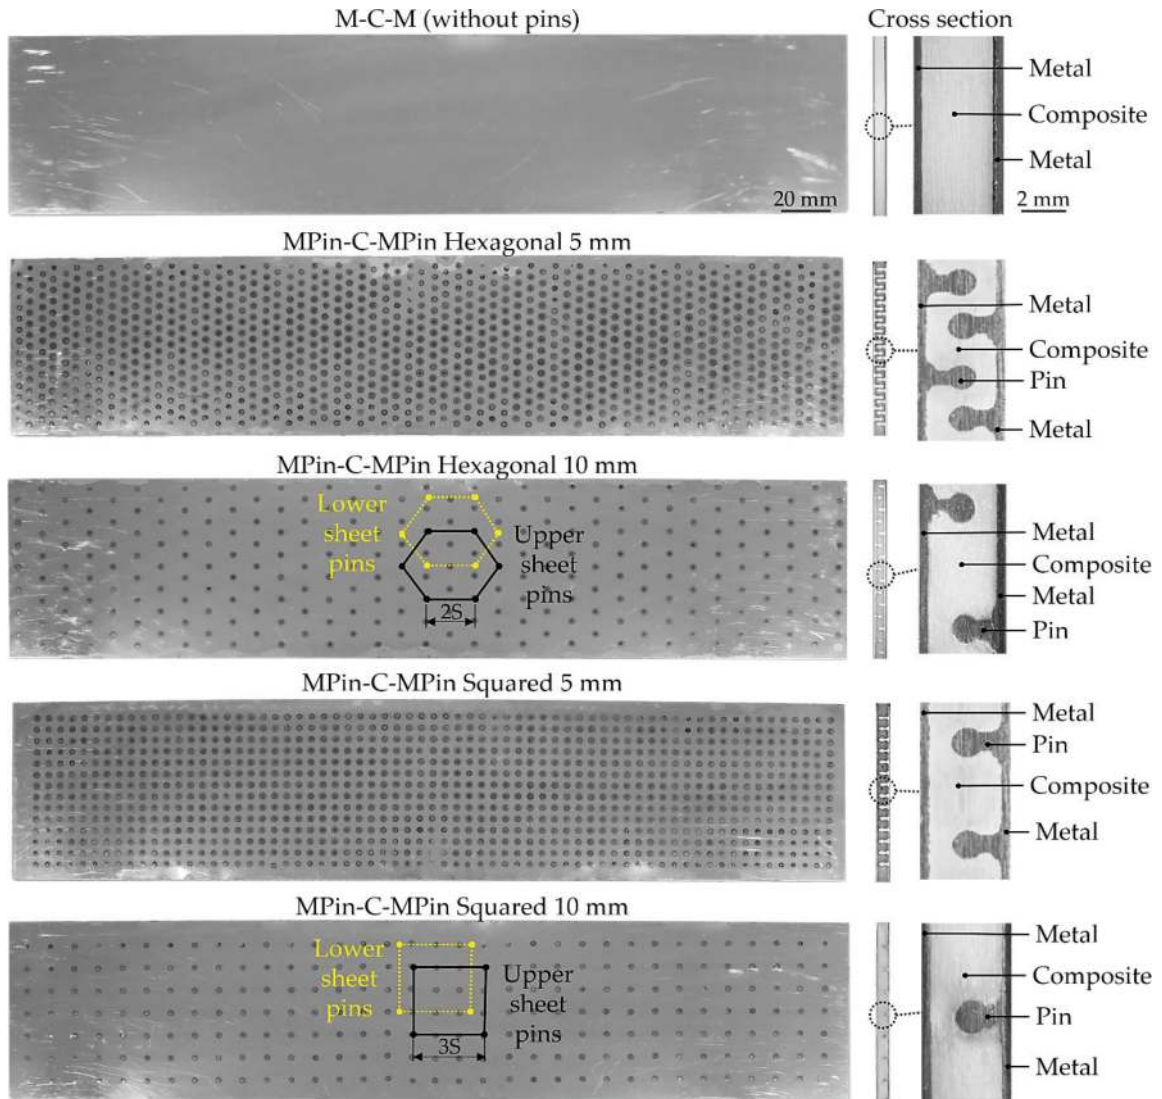 M-C-M (without pins)
Cross section
Metal
Composite
Metal
20 mm
2 mm
MPin-C-MPin Hexagonal 5 mm
Metal
Composite
Pin
Metal
MPin-C-MPin Hexagonal 10 mm
Lower
sheet
pins
Upper
sheet
pins
2S
Metal
Composite
Metal
Pin
MPin-C-MPin Squared 5 mm
Metal
Pin
Composite
Metal
MPin-C-MPin Squared 10 mm
Lower
sheet
pins
Upper
sheet
pins
3S
Metal
Composite
Pin
Metal